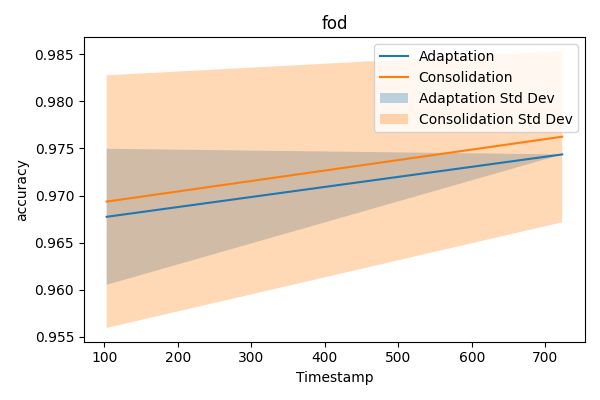 fod
Adaptation
Consolidation
Adaptation Std Dev
Consolidation Std Dev
accuracy
0.985
0.980
0.975
0.970
0.965
0.960
0.955
100 200 300 400 500 600 700
Timestamp